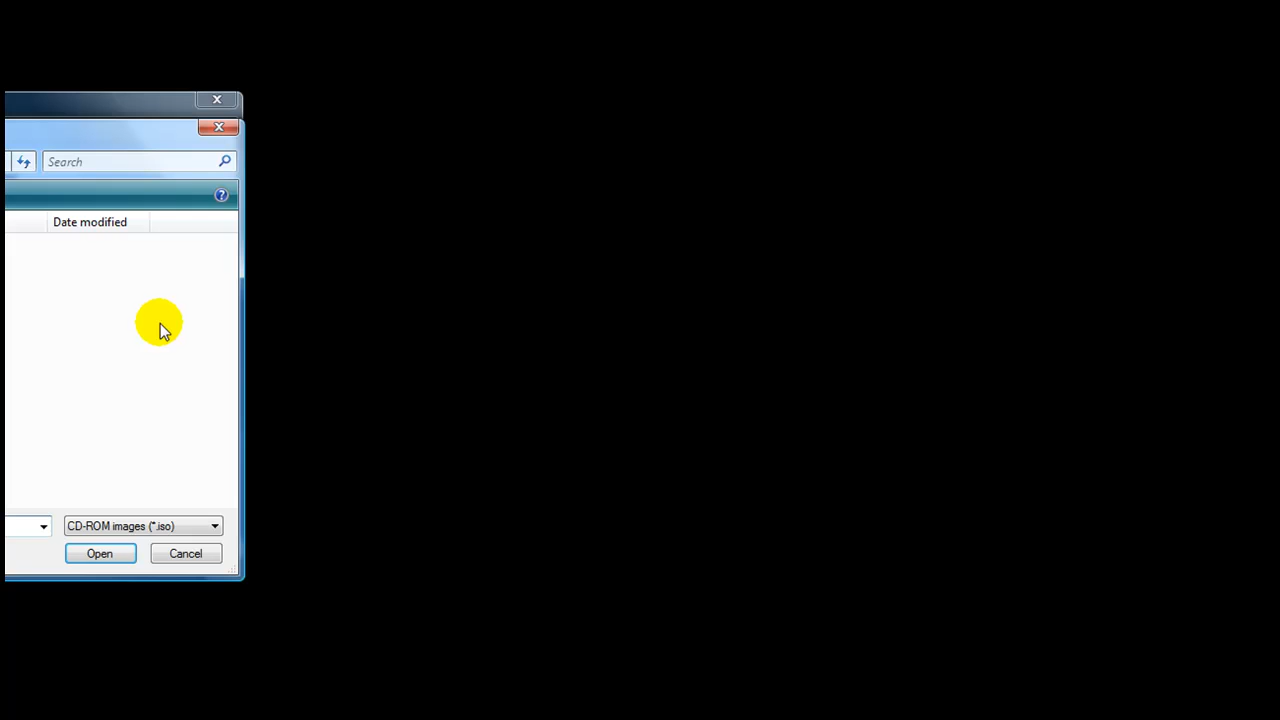 Search
Date modified
CD-ROM images (*.iso)
Open
Cancel